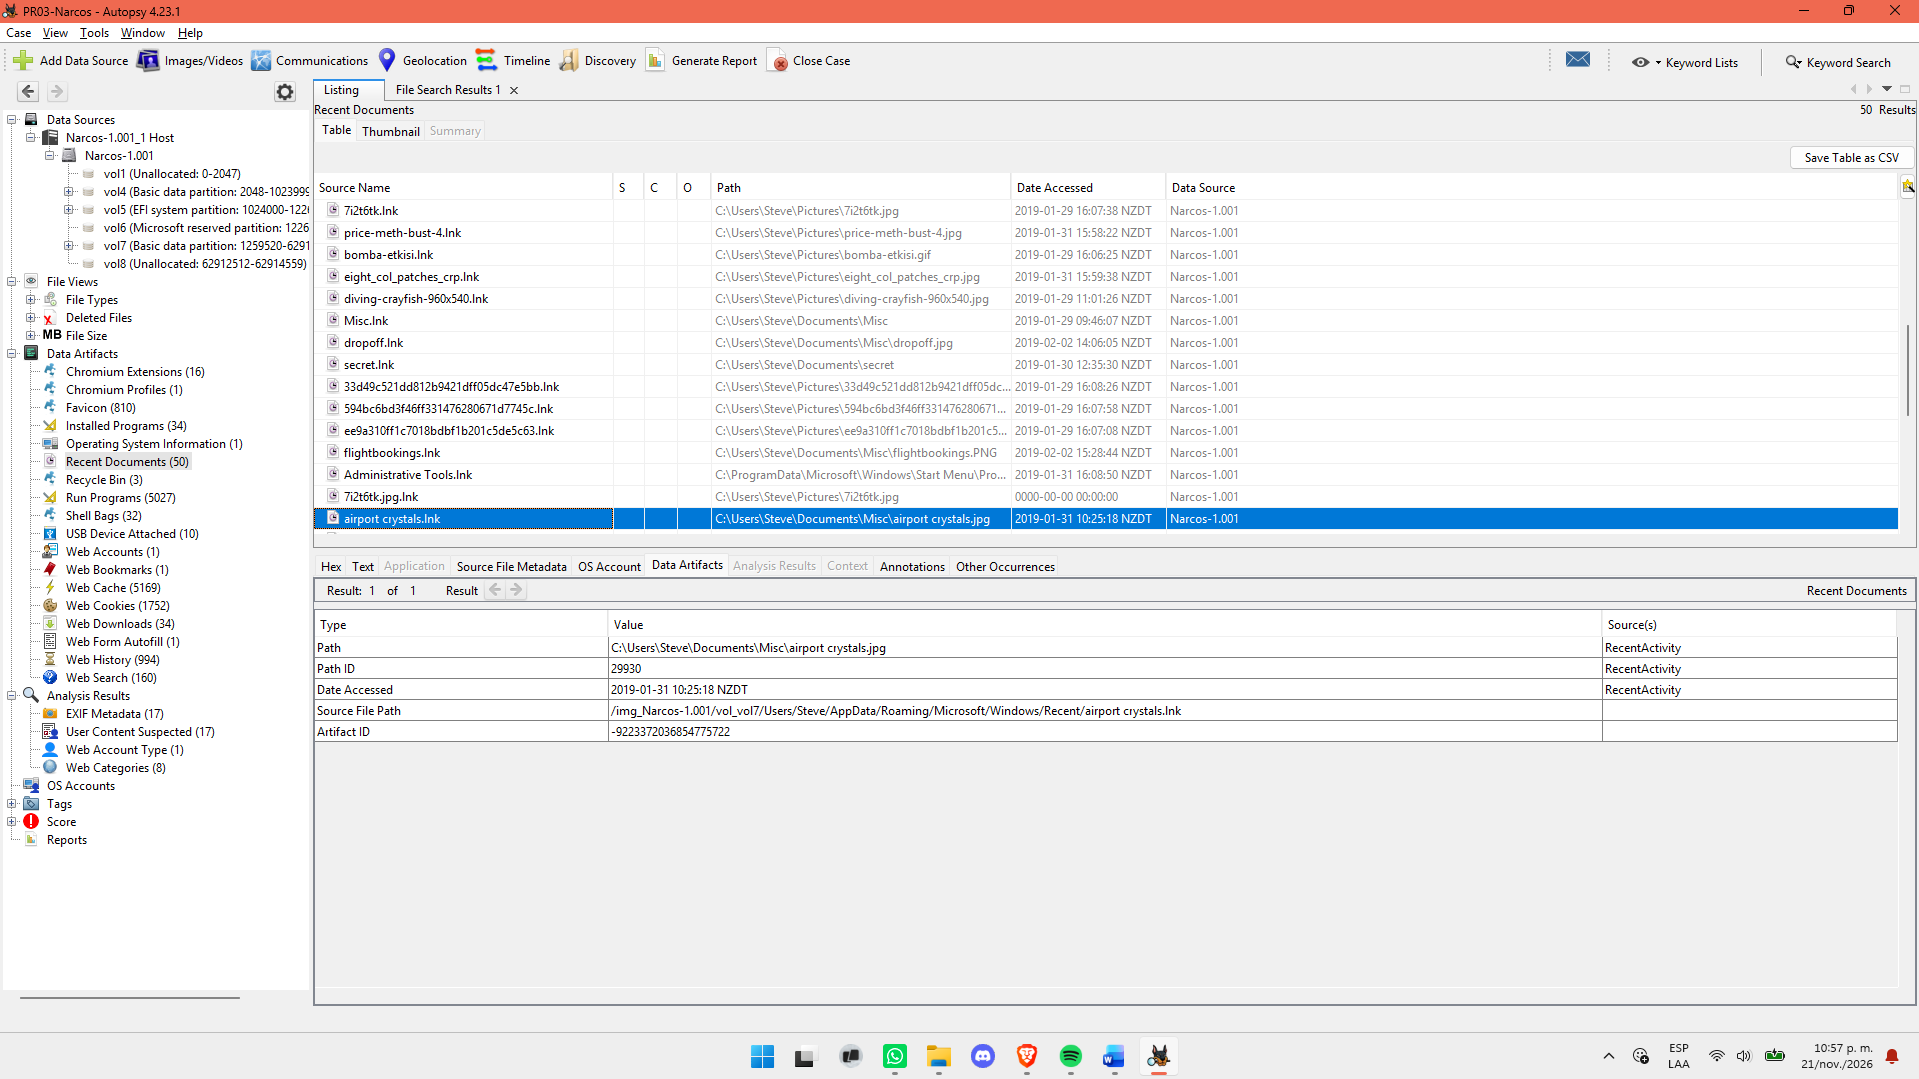 PR03-Narcos - Autopsy 4.23.1
Case View Tools Window Help
Add Data Source Images/Videos Communications Geolocation Timeline Discovery Generate Report Close Case Keyword Lists Keyword Search
Listing File Search Results 1
Recent Documents 50 Results
Table Thumbnail Summary
Save Table as CSV
Data Sources
Narcos-1.001_1 Host
Narcos-1.001
vol1 (Unallocated: 0-2047)
vol4 (Basic data partition: 2048-1023999
vol5 (EFI system partition: 1024000-1226
vol6 (Microsoft reserved partition: 1226
vol7 (Basic data partition: 1259520-6291
vol8 (Unallocated: 62912512-62914559)
File Views
File Types
Deleted Files
MB File Size
Data Artifacts
Chromium Extensions (16)
Chromium Profiles (1)
Favicon (810)
Installed Programs (34)
Operating System Information (1)
Recent Documents (50)
Recycle Bin (3)
Run Programs (5027)
Shell Bags (32)
USB Device Attached (10)
Web Accounts (1)
Web Bookmarks (1)
Web Cache (5169)
Web Cookies (1752)
Web Downloads (34)
Web Form Autofill (1)
Web History (994)
Web Search (160)
Analysis Results
EXIF Metadata (17)
User Content Suspected (17)
Web Account Type (1)
Web Categories (8)
OS Accounts
Tags
Score
Reports
Source Name S C O Path Date Accessed Data Source
7i2t6tk.lnk C:\Users\Steve\Pictures\7i2t6tk.jpg 2019-01-29 16:07:38 NZDT Narcos-1.001
price-meth-bust-4.lnk C:\Users\Steve\Pictures\price-meth-bust-4.jpg 2019-01-31 15:58:22 NZDT Narcos-1.001
bomba-etkisi.lnk C:\Users\Steve\Pictures\bomba-etkisi.gif 2019-01-29 16:06:25 NZDT Narcos-1.001
eight_col_patches_crp.lnk C:\Users\Steve\Pictures\eight_col_patches_crp.jpg 2019-01-31 15:59:38 NZDT Narcos-1.001
diving-crayfish-960x540.lnk C:\Users\Steve\Pictures\diving-crayfish-960x540.jpg 2019-01-29 11:01:26 NZDT Narcos-1.001
Misc.lnk C:\Users\Steve\Documents\Misc 2019-01-29 09:46:07 NZDT Narcos-1.001
dropoff.lnk C:\Users\Steve\Documents\Misc\dropoff.jpg 2019-02-02 14:06:05 NZDT Narcos-1.001
secret.lnk C:\Users\Steve\Documents\secret 2019-01-30 12:35:30 NZDT Narcos-1.001
33d49c521dd812b9421dff05dc47e5bb.lnk C:\Users\Steve\Pictures\33d49c521dd812b9421dff05dc... 2019-01-29 16:08:26 NZDT Narcos-1.001
594bc6bd3f46ff331476280671d7745c.lnk C:\Users\Steve\Pictures\594bc6bd3f46ff331476280671... 2019-01-29 16:07:58 NZDT Narcos-1.001
ee9a310ff1c7018bdbf1b201c5de5c63.lnk C:\Users\Steve\Pictures\ee9a310ff1c7018bdbf1b201c5... 2019-01-29 16:07:08 NZDT Narcos-1.001
flightbookings.lnk C:\Users\Steve\Documents\Misc\flightbookings.PNG 2019-02-02 15:28:44 NZDT Narcos-1.001
Administrative Tools.lnk C:\ProgramData\Microsoft\Windows\Start Menu\Pro... 2019-01-31 16:08:50 NZDT Narcos-1.001
7i2t6tk.jpg.lnk C:\Users\Steve\Pictures\7i2t6tk.jpg 0000-00-00 00:00:00 Narcos-1.001
airport crystals.lnk C:\Users\Steve\Documents\Misc\airport crystals.jpg 2019-01-31 10:25:18 NZDT Narcos-1.001
Hex Text Application Source File Metadata OS Account Data Artifacts Analysis Results Context Annotations Other Occurrences
Result: 1 of 1 Result Recent Documents
Type Value Source(s)
Path C:\Users\Steve\Documents\Misc\airport crystals.jpg RecentActivity
Path ID 29930 RecentActivity
Date Accessed 2019-01-31 10:25:18 NZDT RecentActivity
Source File Path /img_Narcos-1.001/vol_vol7/Users/Steve/AppData/Roaming/Microsoft/Windows/Recent/airport crystals.lnk
Artifact ID -9223372036854775722
ESP
LAA
10:57 p. m.
21/nov./2026